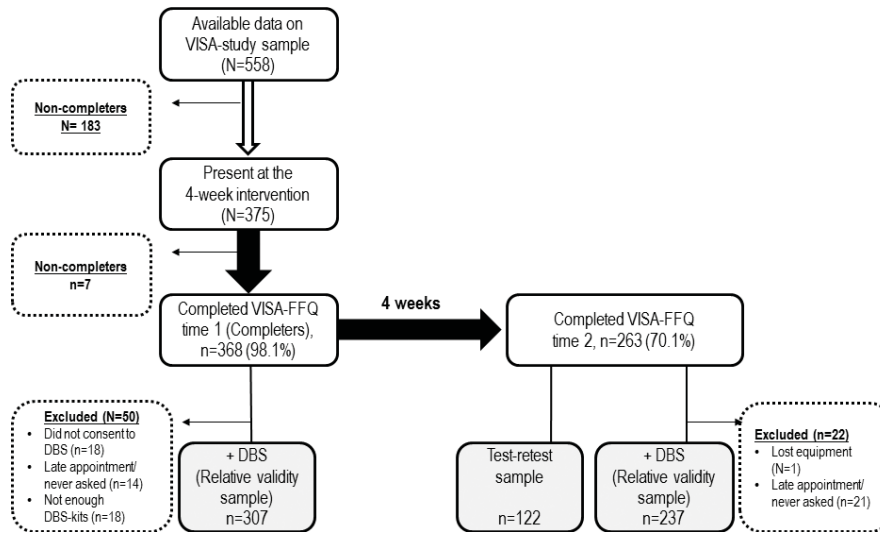 Available data on
VISA-study sample
(N=558)
Non-completers
N= 183
Present at the
4-week intervention
(N=375)
Non-completers
n=7
Completed VISA-FFQ
time 1 (Completers),
n=368 (98.1%)
4 weeks
Completed VISA-FFQ
time 2, n=263 (70.1%)
Excluded (N=50)
• Did not consent to
DBS (n=18)
• Late appointment/
never asked (n=14)
• Not enough
DBS-kits (n=18)
+ DBS
(Relative validity
sample)
n=307
Test-retest
sample
n=122
+ DBS
(Relative validity
sample)
n=237
Excluded (n=22)
• Lost equipment
(N=1)
• Late appointment/
never asked (n=21)